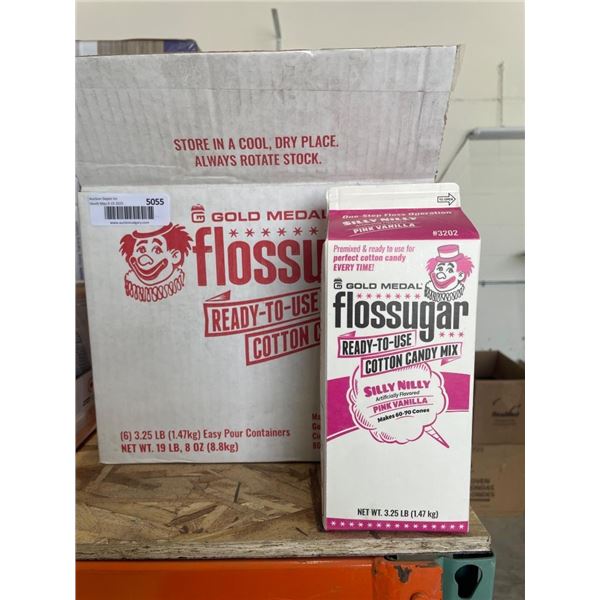 STORE IN A COOL, DRY PLACE.
ALWAYS ROTATE STOCK.
5055
GOLD MEDAL
flossu
READY-TO-USE
COTTON C
(6) 3.25 LB (1.47kg) Easy Pour Containers
NET WT. 19 LB, 8 OZ (8.8kg)
TO OPEN
One-Step Floss Operation
SILLY NILLY
PINK VANILLA
#3202
Premixed & ready to use for
perfect cotton candy
EVERY TIME!
GOLD MEDAL
flossugar
READY-TO-USE
COTTON CANDY MIX
SILLY NILLY
Artificially Flavored
PINK VANILLA
Makes 60-70 Cones
NET WT. 3.25 LB (1.47 kg)